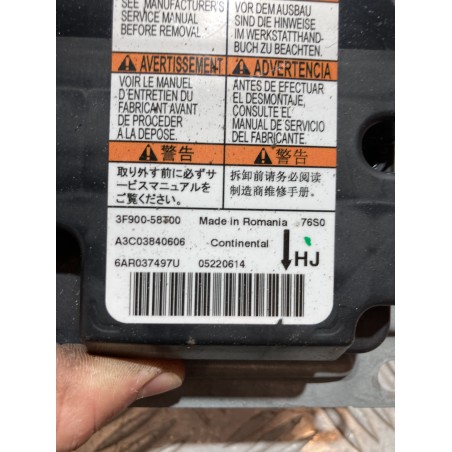 SEE MANUFACTURER'S
SERVICE MANUAL
BEFORE REMOVAL
VOR DEM AUSBAU
SIND DIE HINWEISE
IM WERKSTATTHAND-
BUCH ZU BEACHTEN.
AVERTISSEMENT
ADVERTENCIA
VOIR LE MANUEL
D'ENTRETIEN DU
FABRICANT AVANT
DE PROCEDER
A LA DEPOSE.
ANTES DE EFECTUAR
EL DESMONTAJE,
CONSULTE EL
MANUAL DE SERVICIO
DEL FABRICANTE.
警告
警告
取り外す前に必ずサ
ービスマニュアルを
ご覧ください。
拆卸前请务必阅读
制造商维修手册.
3F900-58T00 Made in Romania 76S0
A3C03840606 Continental
6AR037497U 05220614 HJ